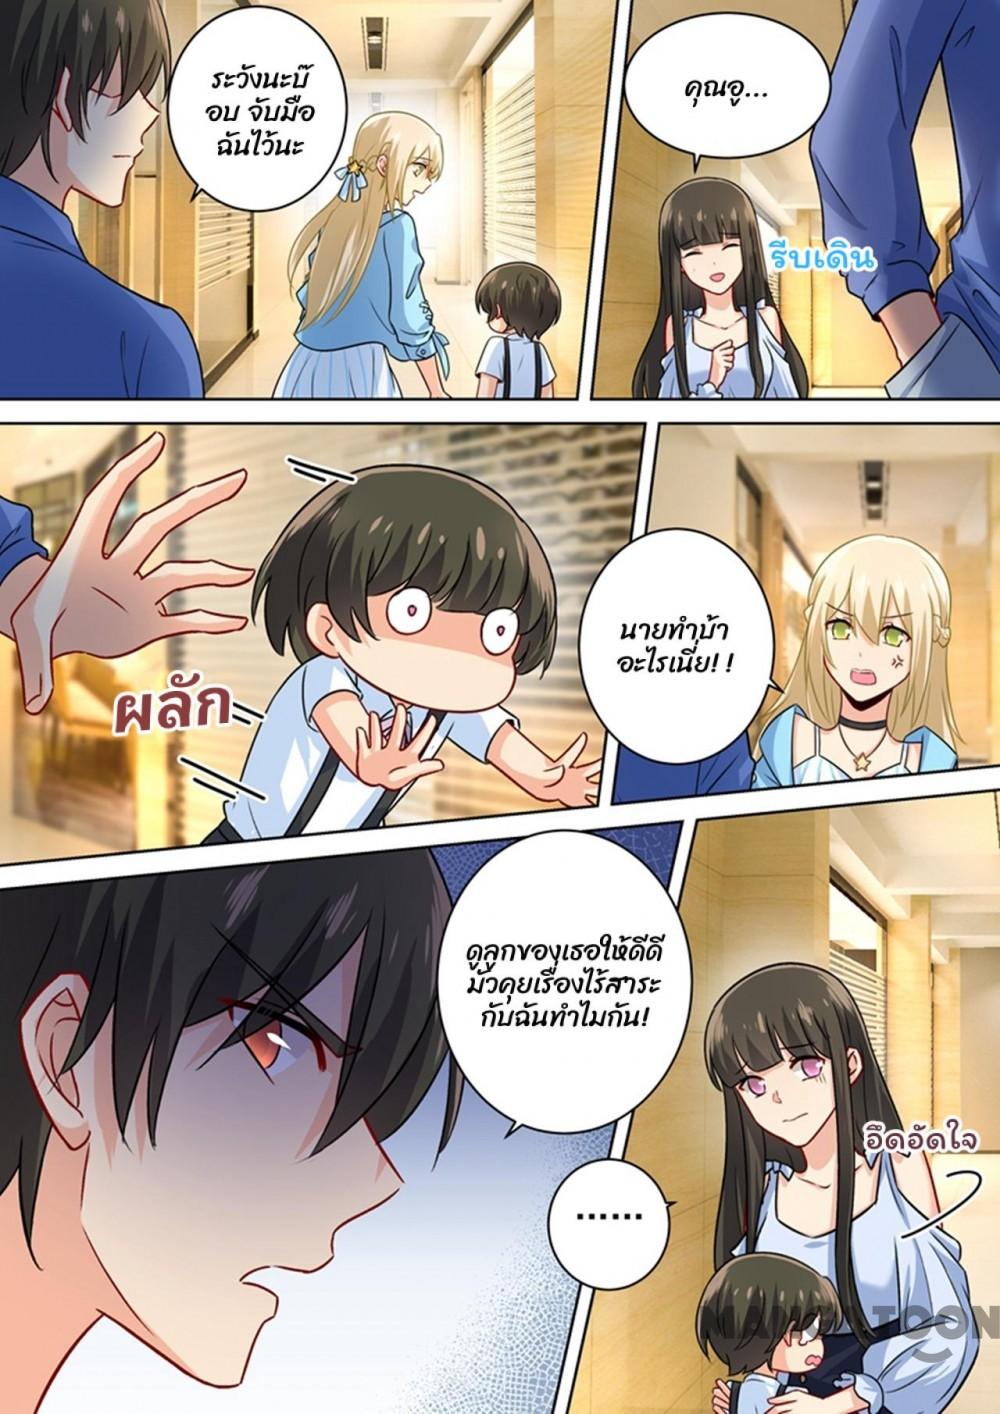 ระวังนะบ๊
อบ จับมือ
ฉันไว้นะ
คุณอู...
รีบเดิน
ผลัก
นายทำบ้า
อะไรเนี่ย!!
ดูลูกของเธอให้ดีดี
มัวคุยเรื่องไร้สาระ
กับฉันทำไมกัน!
อึดอัดใจ
......
MANGATOON